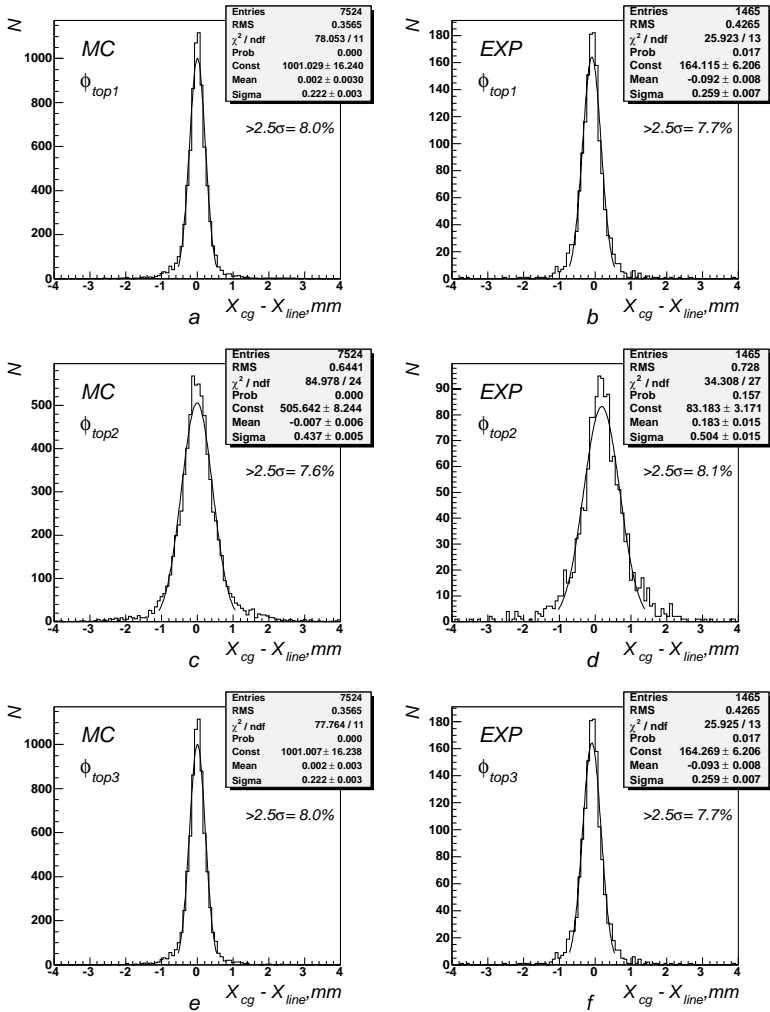 N
MC
ϕtop1
Entries 7524
RMS 0.3565
χ² / ndf 78.053 / 11
Prob 0.000
Const 1001.029 ± 16.240
Mean 0.002 ± 0.0030
Sigma 0.222 ± 0.003
>2.5σ= 8.0%
1000
800
600
400
200
0
-4 -3 -2 -1 0 1 2 3 4
Xcg - Xline,mm
a
N
EXP
ϕtop1
Entries 1465
RMS 0.4265
χ² / ndf 25.923 / 13
Prob 0.017
Const 164.115 ± 6.206
Mean -0.092 ± 0.008
Sigma 0.259 ± 0.007
>2.5σ= 7.7%
180
160
140
120
100
80
60
40
20
0
-4 -3 -2 -1 0 1 2 3 4
Xcg - Xline,mm
b
N
MC
ϕtop2
Entries 7524
RMS 0.6441
χ² / ndf 84.978 / 24
Prob 0.000
Const 505.642 ± 8.244
Mean -0.007 ± 0.006
Sigma 0.437 ± 0.005
>2.5σ= 7.6%
500
400
300
200
100
0
-4 -3 -2 -1 0 1 2 3 4
Xcg - Xline,mm
c
N
EXP
ϕtop2
Entries 1465
RMS 0.728
χ² / ndf 34.308 / 27
Prob 0.157
Const 83.183 ± 3.171
Mean 0.183 ± 0.015
Sigma 0.504 ± 0.015
>2.5σ= 8.1%
90
80
70
60
50
40
30
20
10
0
-4 -3 -2 -1 0 1 2 3 4
Xcg - Xline,mm
d
N
MC
ϕtop3
Entries 7524
RMS 0.3565
χ² / ndf 77.764 / 11
Prob 0.000
Const 1001.007 ± 16.238
Mean 0.002 ± 0.003
Sigma 0.222 ± 0.003
>2.5σ= 8.0%
1000
800
600
400
200
0
-4 -3 -2 -1 0 1 2 3 4
Xcg - Xline,mm
e
N
EXP
ϕtop3
Entries 1465
RMS 0.4265
χ² / ndf 25.925 / 13
Prob 0.017
Const 164.269 ± 6.206
Mean -0.093 ± 0.008
Sigma 0.259 ± 0.007
>2.5σ= 7.7%
180
160
140
120
100
80
60
40
20
0
-4 -3 -2 -1 0 1 2 3 4
Xcg - Xline,mm
f